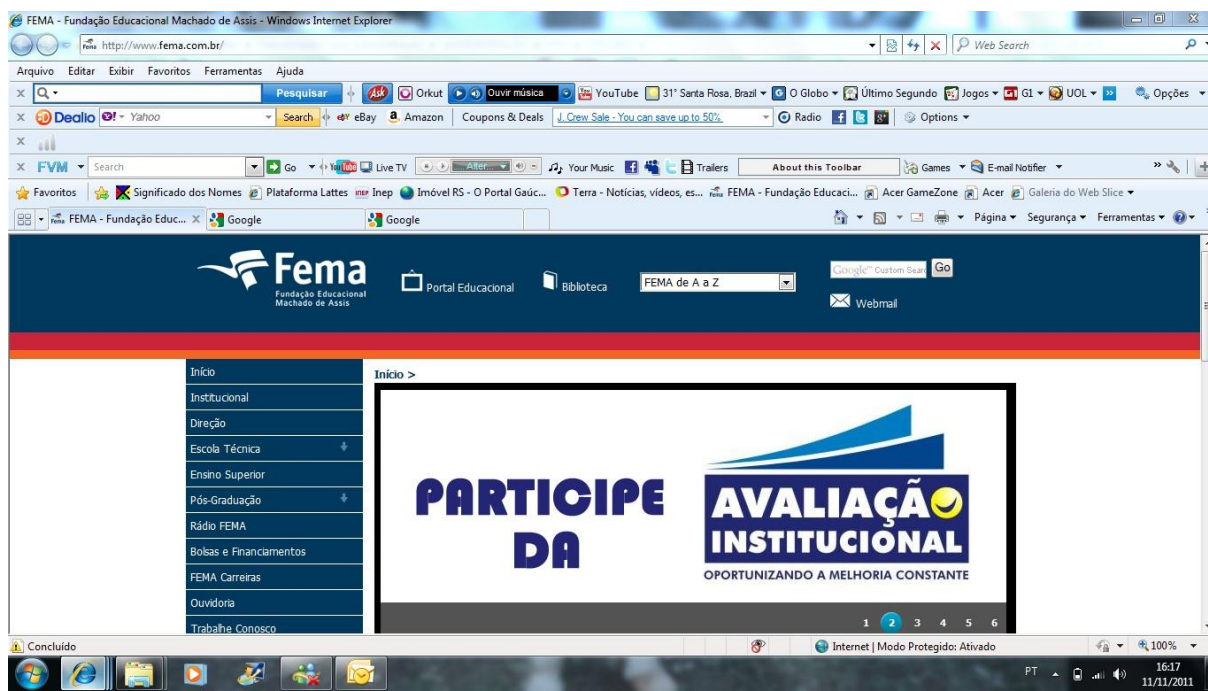 FEMA - Fundação Educacional Machado de Assis - Windows Internet Explorer
http://www.fema.com.br/
Web Search
Arquivo Editar Exibir Favoritos Ferramentas Ajuda
Pesquisar Ask Orkut Ouvir música YouTube 31° Santa Rosa, Brazil O Globo Último Segundo Jogos G1 UOL Opções
Dealio Yahoo Search eBay Amazon Coupons & Deals J. Crew Sale - You can save up to 50% Radio Options
FVM Search Go YouTube Live TV Alter Your Music Trailers About this Toolbar Games E-mail Notifier
Favoritos Significado dos Nomes Plataforma Lattes Inep Imóvel RS - O Portal Gaúc... Terra - Notícias, vídeos, es... FEMA - Fundação Educaci... Acer GameZone Acer Galeria do Web Slice
FEMA - Fundação Educ... Google Google Página Segurança Ferramentas
Fema
Fundação Educacional
Machado de Assis
Portal Educacional
Biblioteca
FEMA de A a Z
Google™ Custom Sear
Go
Webmail
Início
Institucional
Direção
Escola Técnica
Ensino Superior
Pós-Graduação
Rádio FEMA
Bolsas e Financiamentos
FEMA Carreiras
Ouvidoria
Trabalhe Conosco
Início >
PARTICIPE
DA
AVALIAÇÃO
INSTITUCIONAL
OPORTUNIZANDO A MELHORIA CONSTANTE
1 2 3 4 5 6
Concluído Internet | Modo Protegido: Ativado 100%
PT 16:17
11/11/2011